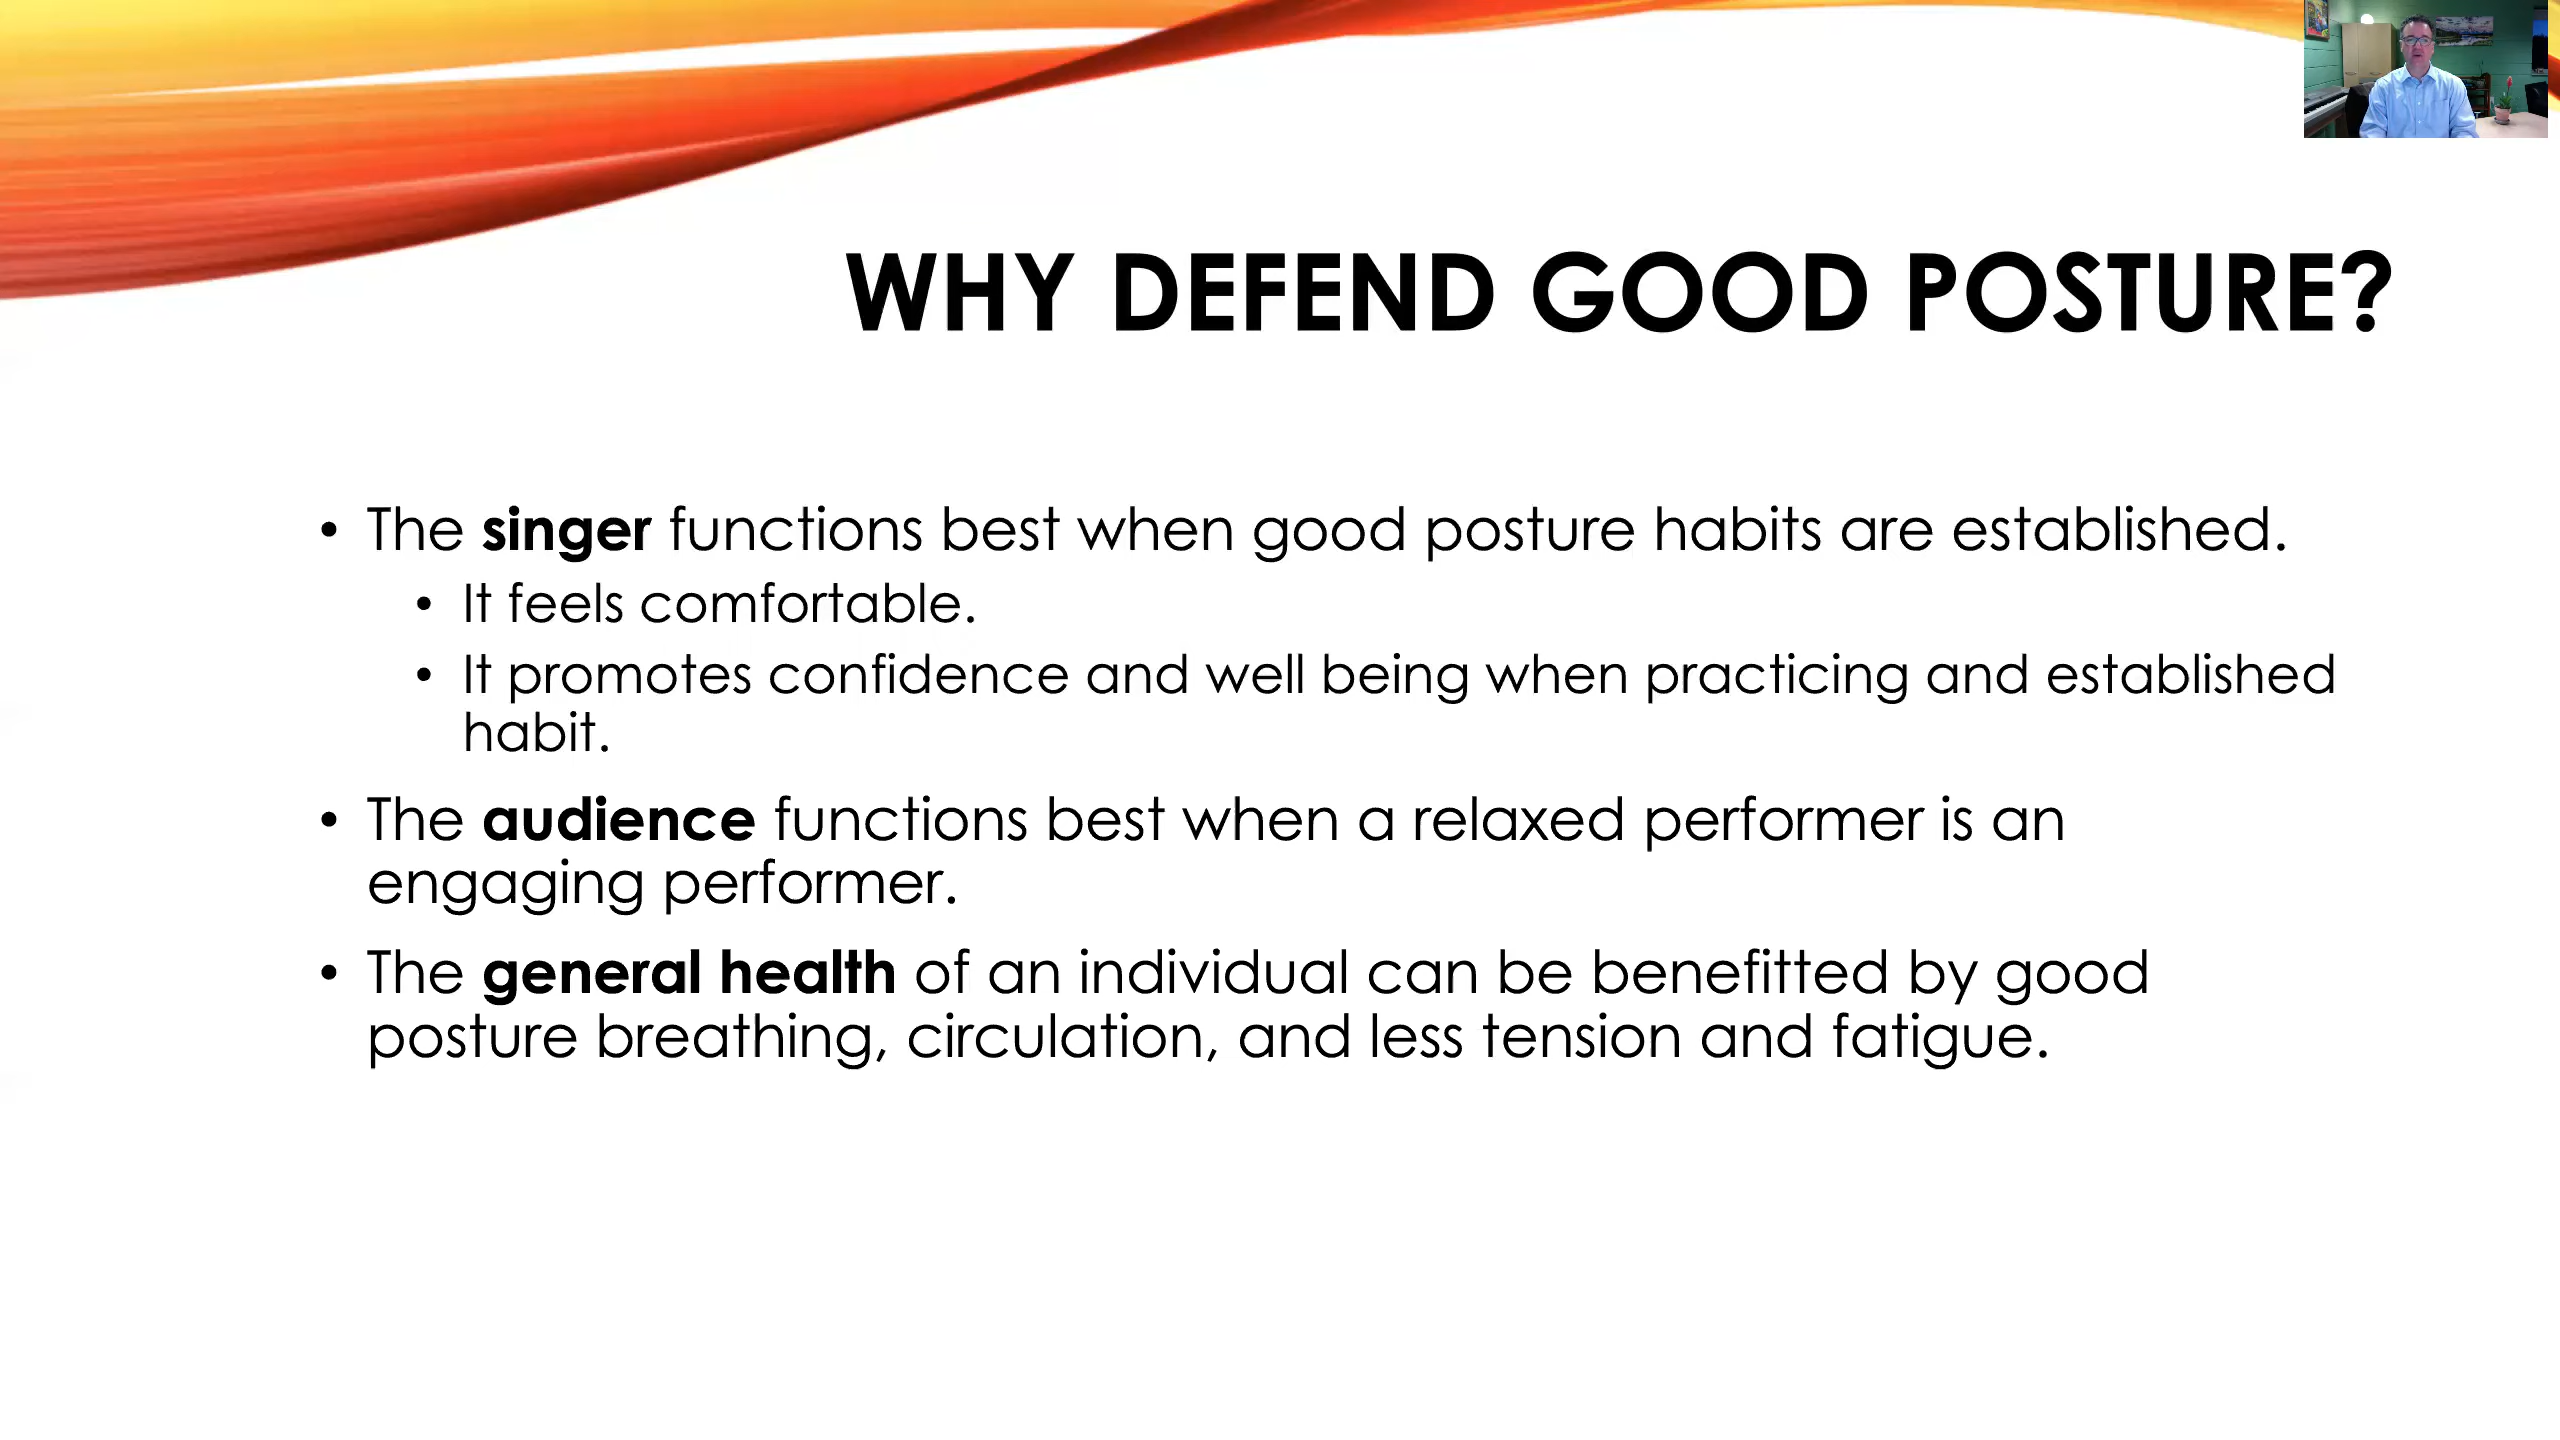 WHY DEFEND GOOD POSTURE?
• The singer functions best when good posture habits are established.
• It feels comfortable.
• It promotes confidence and well being when practicing and established
habit.
• The audience functions best when a relaxed performer is an
engaging performer.
• The general health of an individual can be benefitted by good
posture breathing, circulation, and less tension and fatigue.